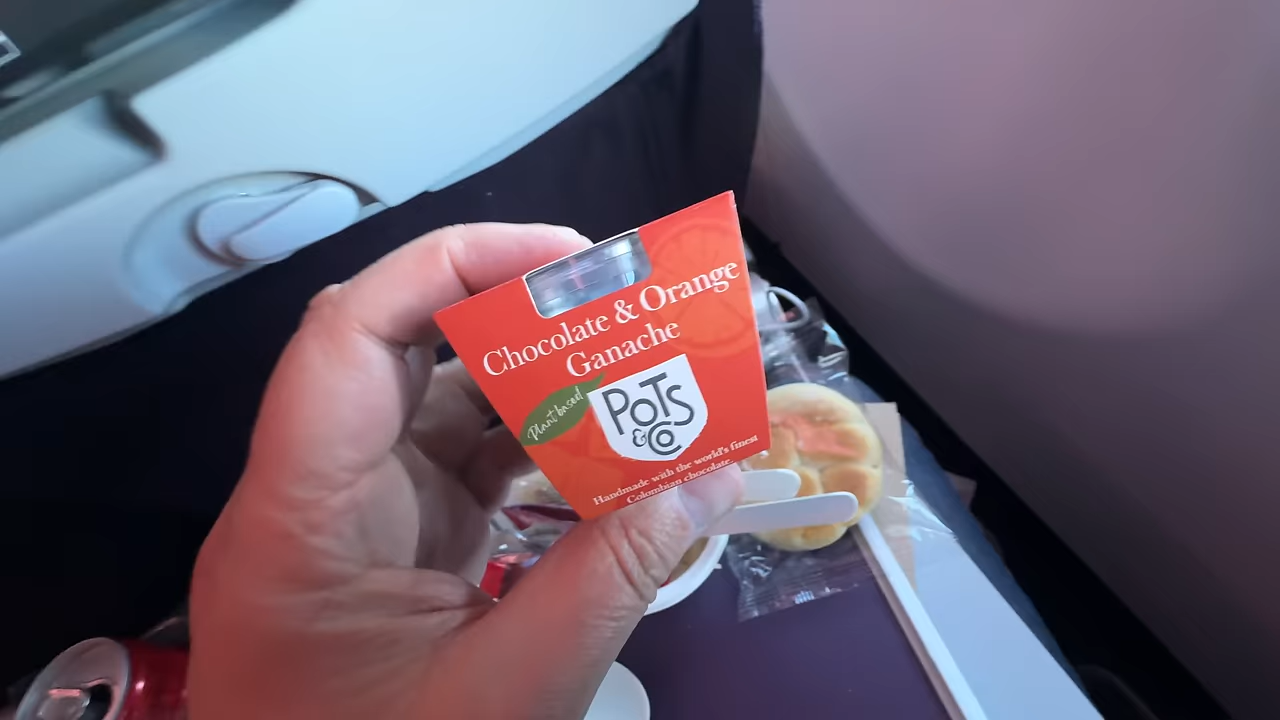 Chocolate & Orange
Ganache
Plant based!
POTS
& Co
Handmade with the world's finest
Colombian chocolate.